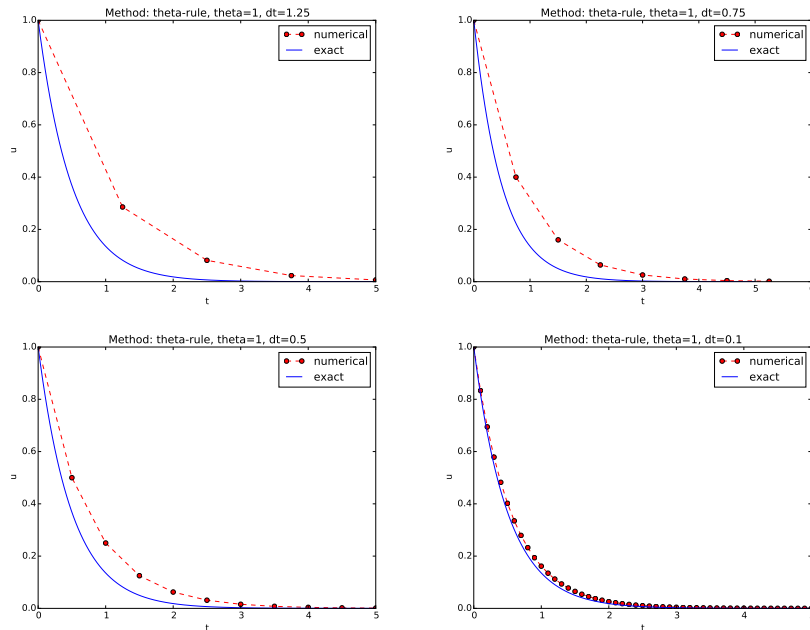 Method: theta-rule, theta=1, dt=1.25
1.0
0.8
0.6
0.4
0.2
0.0
u
numerical
exact
0 1 2 3 4 5
t
Method: theta-rule, theta=1, dt=0.75
1.0
0.8
0.6
0.4
0.2
0.0
u
numerical
exact
0 1 2 3 4
t
Method: theta-rule, theta=1, dt=0.5
1.0
0.8
0.6
0.4
0.2
0.0
u
numerical
exact
0 1 2 3 4 5
t
Method: theta-rule, theta=1, dt=0.1
1.0
0.8
0.6
0.4
0.2
0.0
u
numerical
exact
0 1 2 3 4
t